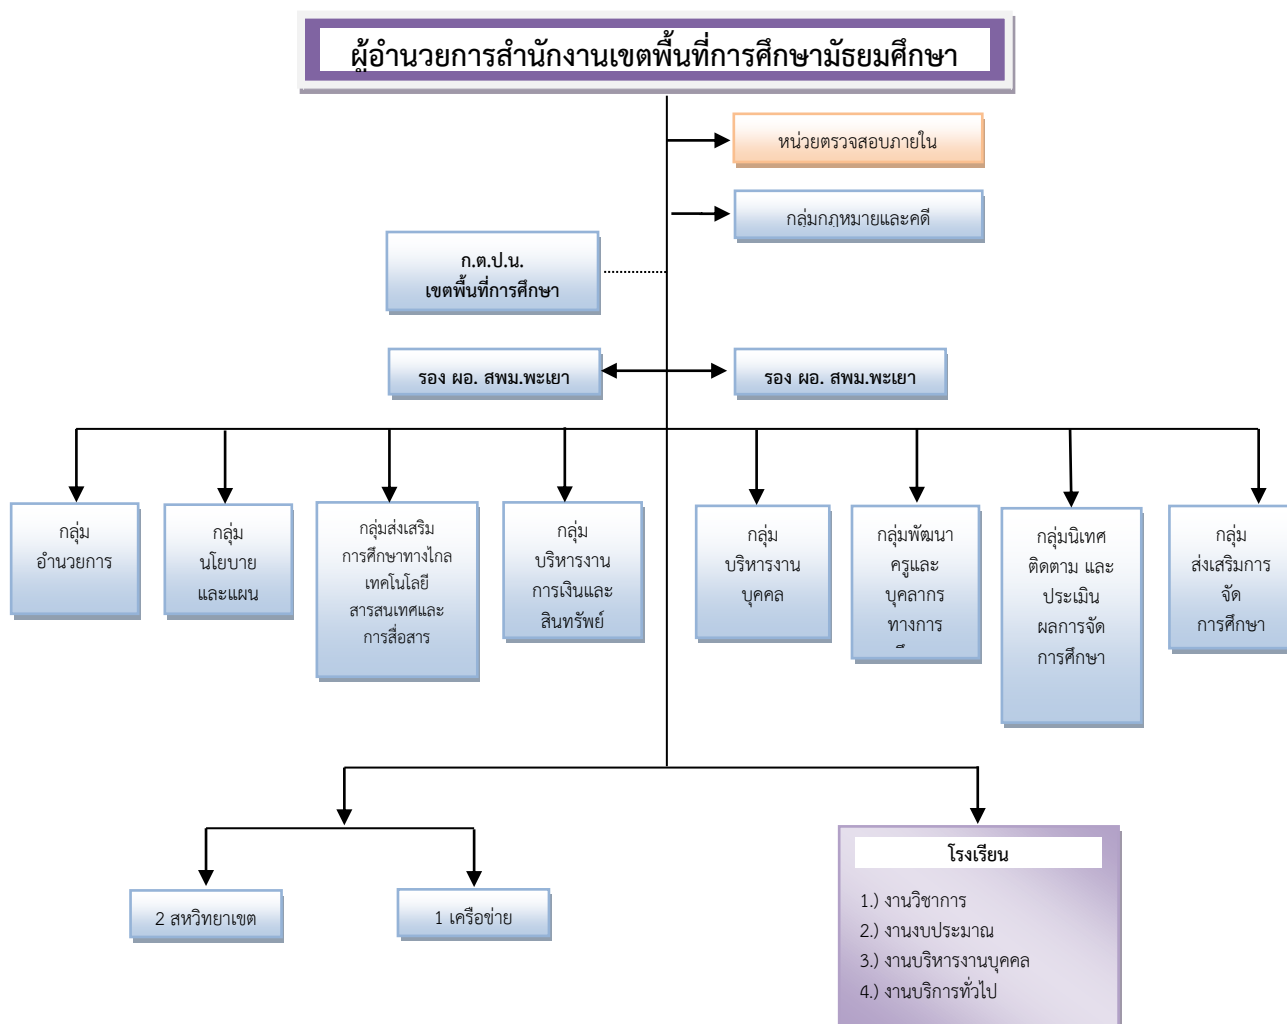 ผู้อำนวยการสำนักงานเขตพื้นที่การศึกษามัธยมศึกษา
หน่วยตรวจสอบภายใน
กลุ่มกฎหมายและคดี
ก.ต.ป.น.
เขตพื้นที่การศึกษา
รอง ผอ. สพม.พะเยา
รอง ผอ. สพม.พะเยา
กลุ่ม
อำนวยการ
กลุ่ม
นโยบาย
และแผน
กลุ่มส่งเสริม
การศึกษาทางไกล
เทคโนโลยี
สารสนเทศและ
การสื่อสาร
กลุ่ม
บริหารงาน
การเงินและ
สินทรัพย์
กลุ่ม
บริหารงาน
บุคคล
กลุ่มพัฒนา
ครูและ
บุคลากร
ทางการ
กลุ่มนิเทศ
ติดตาม และ
ประเมิน
ผลการจัด
การศึกษา
กลุ่ม
ส่งเสริมการ
จัด
การศึกษา
2 สหวิทยาเขต
1 เครือข่าย
โรงเรียน
1.) งานวิชาการ
2.) งานงบประมาณ
3.) งานบริหารงานบุคคล
4.) งานบริการทั่วไป